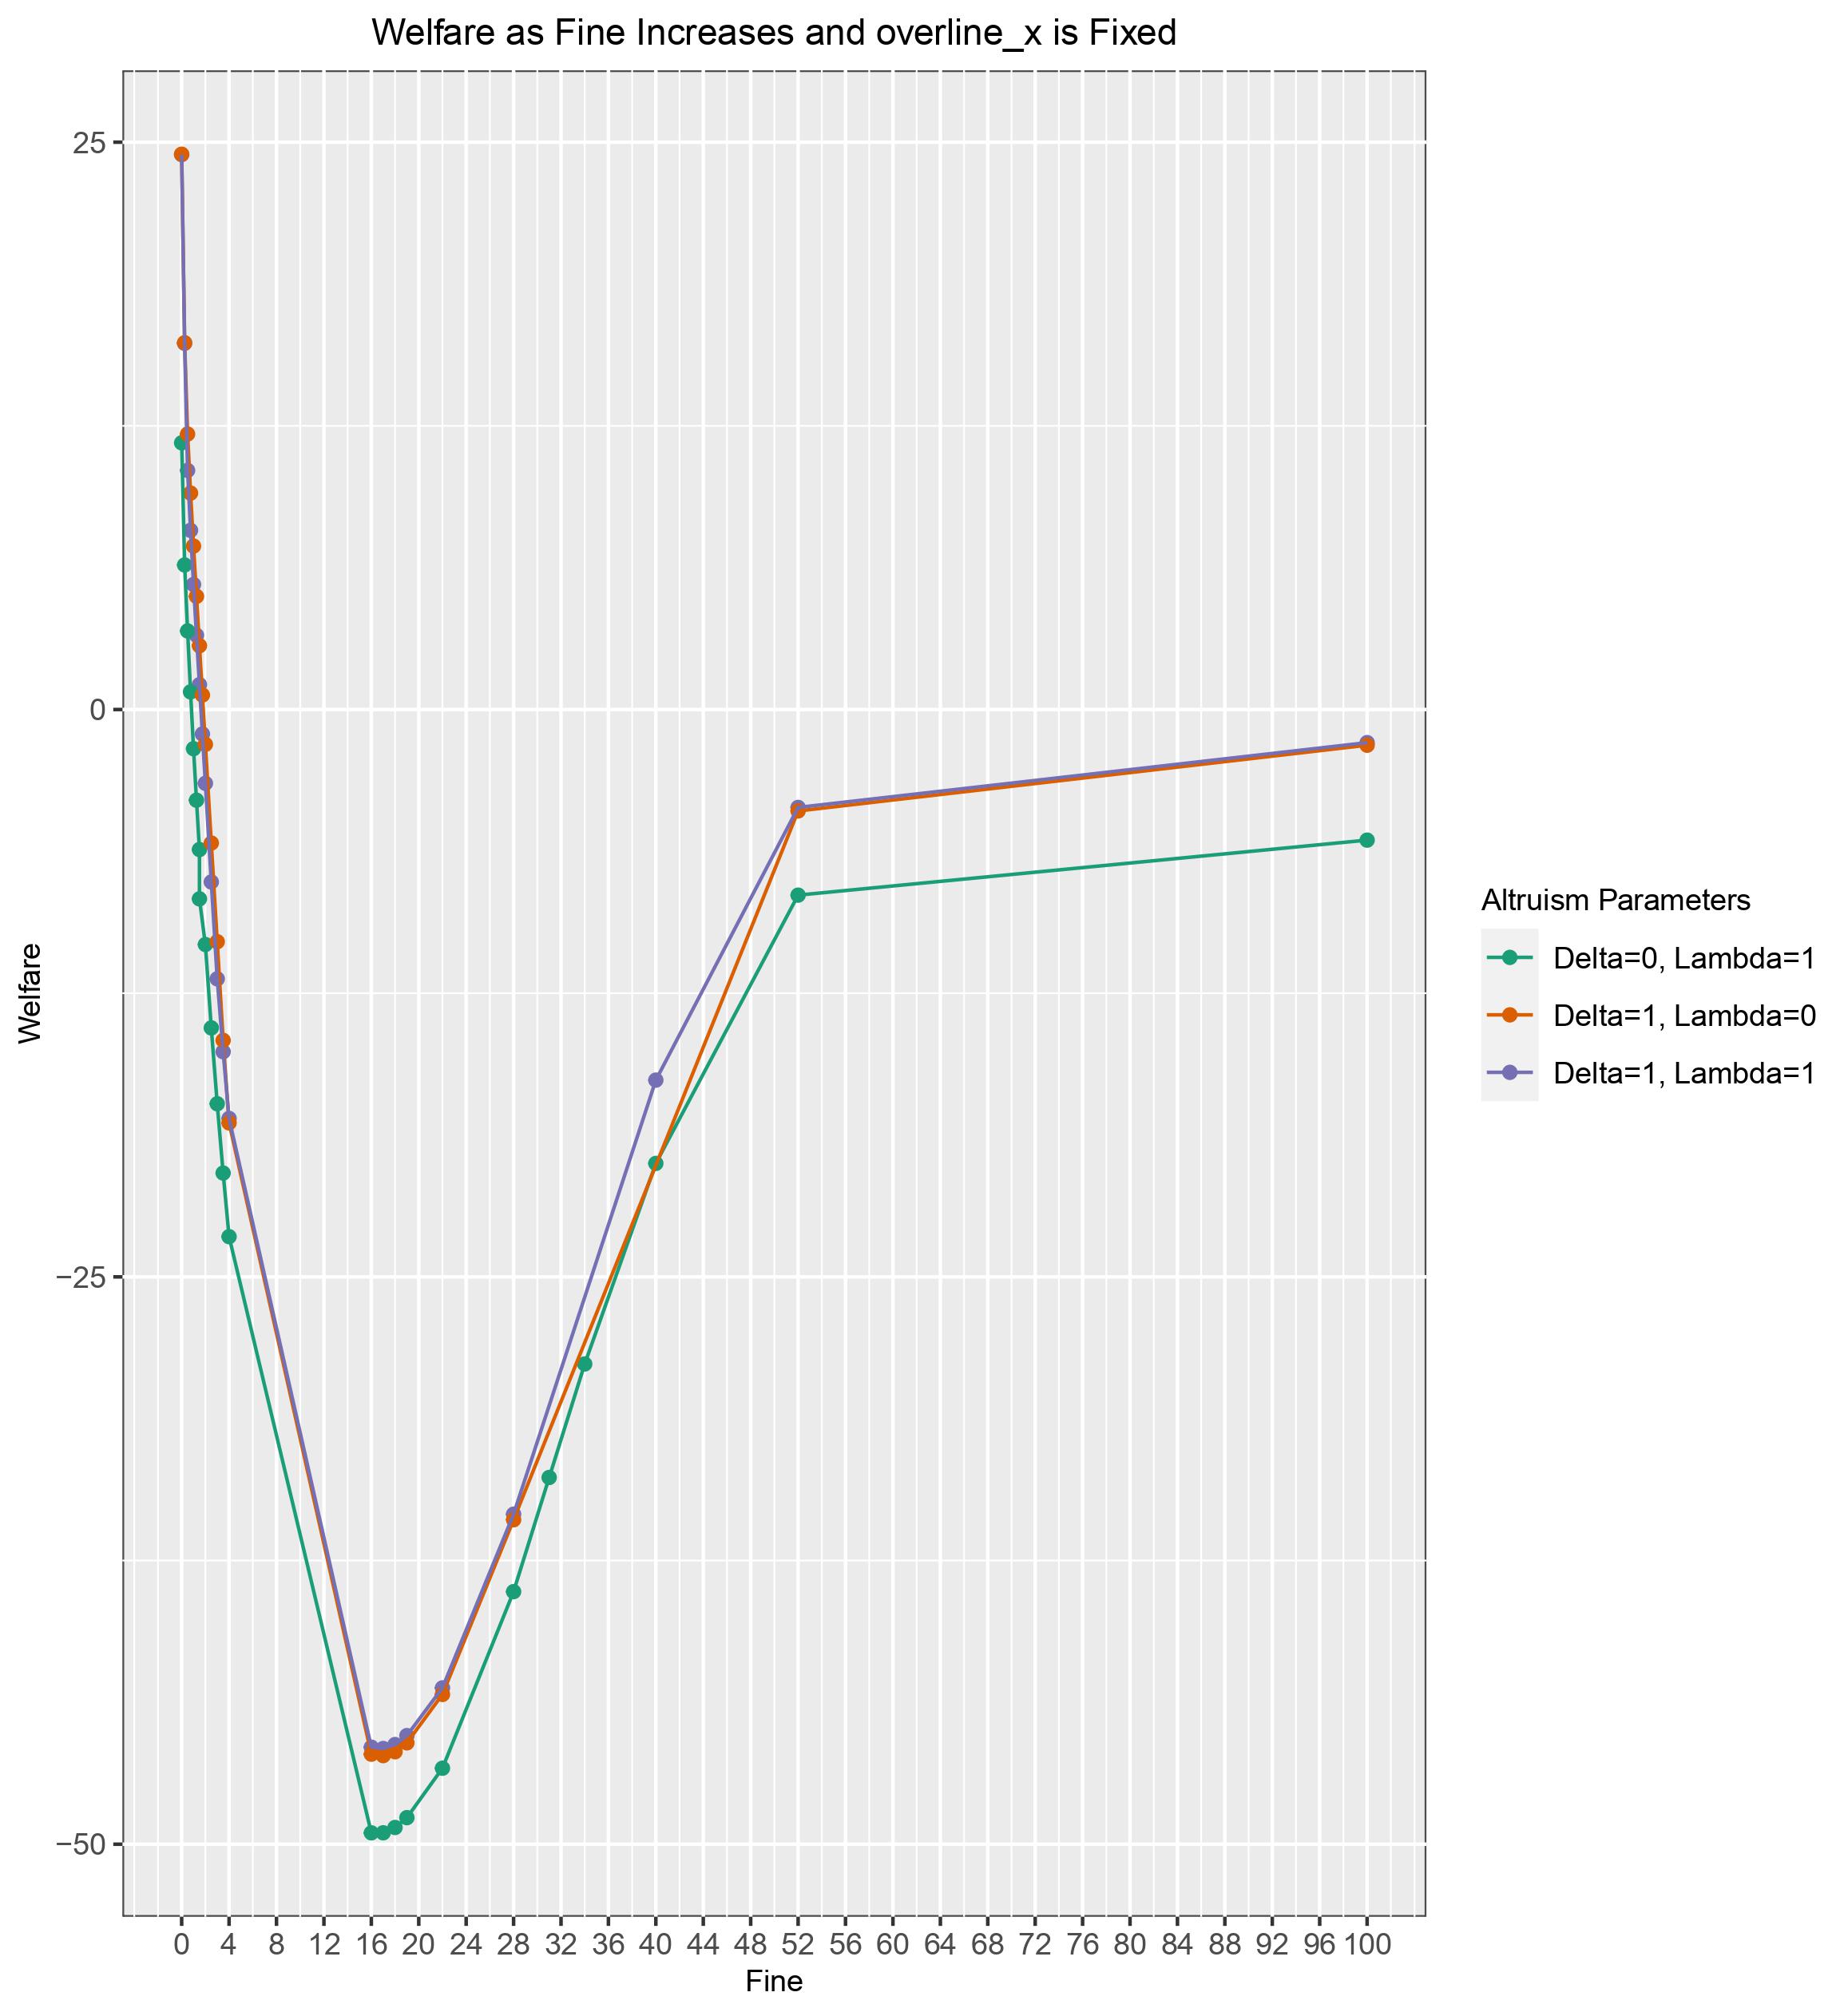 Welfare as Fine Increases and overline_x is Fixed
25
0
−25
−50
Welfare
0 4 8 12 16 20 24 28 32 36 40 44 48 52 56 60 64 68 72 76 80 84 88 92 96 100
Fine
Altruism Parameters
Delta=0, Lambda=1
Delta=1, Lambda=0
Delta=1, Lambda=1